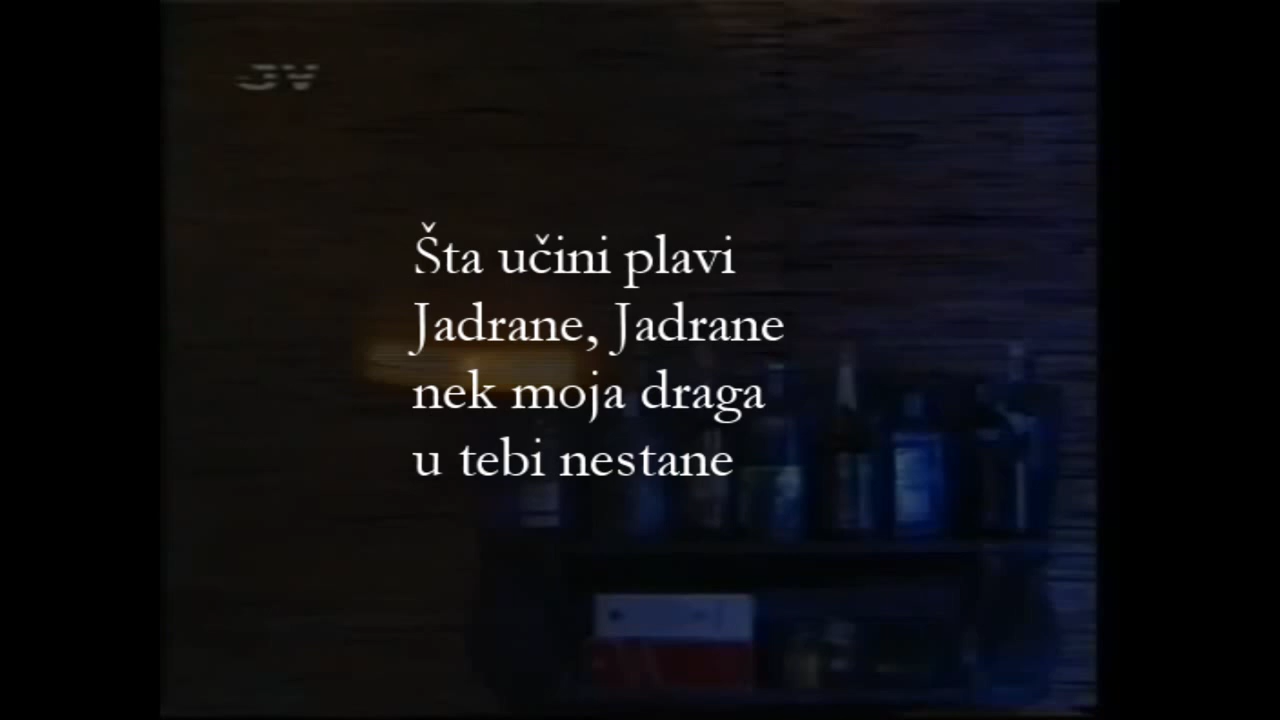 Šta učini plavi
Jadrane, Jadrane
nek moja draga
u tebi nestane